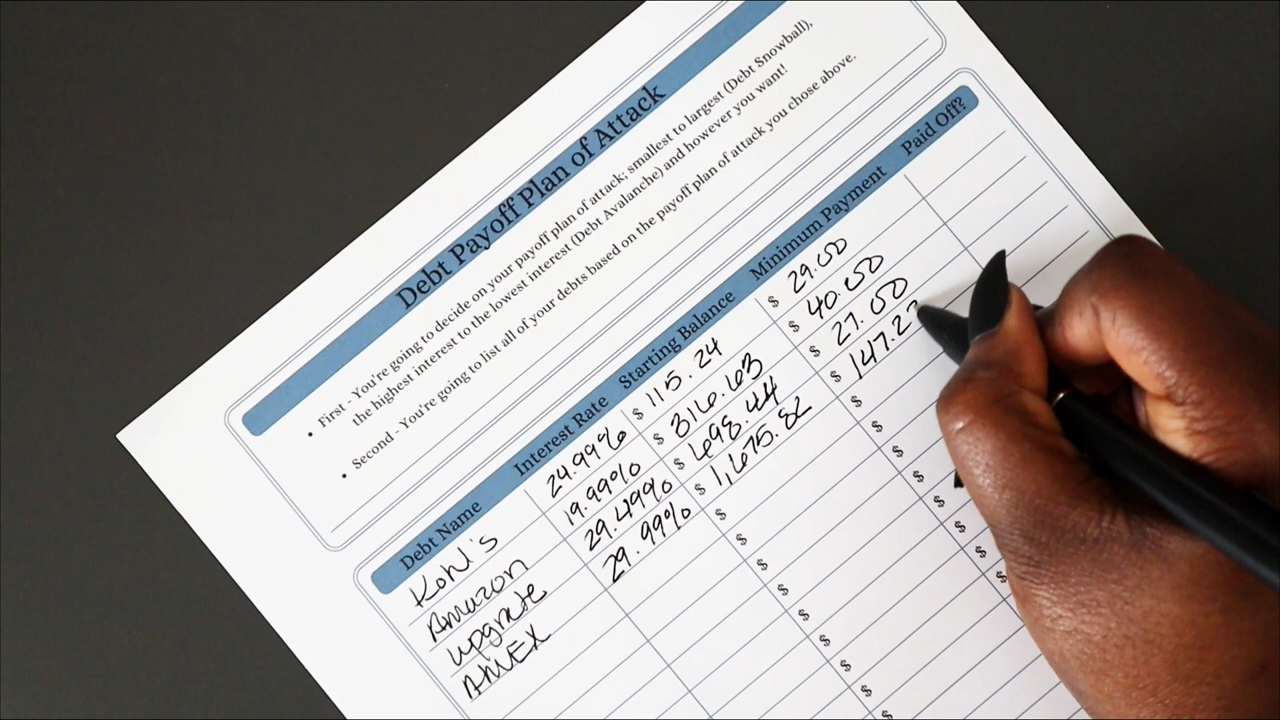 Debt Payoff Plan of Attack
• First - You're going to decide on your payoff plan of attack; smallest to largest (Debt Snowball),
the highest interest to the lowest interest (Debt Avalanche) and however you want!
• Second - You're going to list all of your debts based on the payoff plan of attack you chose above.
Debt Name Interest Rate Starting Balance Minimum Payment Paid Off?
Kohl's 24.99% $ 115.24 $ 29.00
Amazon 19.99% $ 316.63 $ 40.00
upgrate 29.49% $ 698.44 $ 27.00
AMEX 29.99% $ 1,675.82 $
$ $
$ $
$ $
$ $
$ $
$ $
$ $
$
$